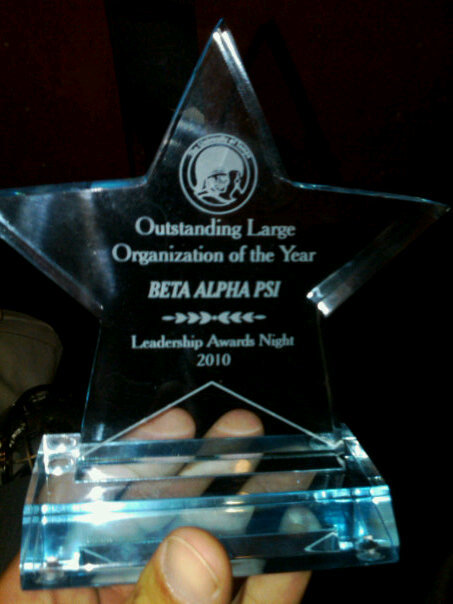 Outstanding Large
Organization of the Year
BETA ALPHA PSI
Leadership Awards Night
2010